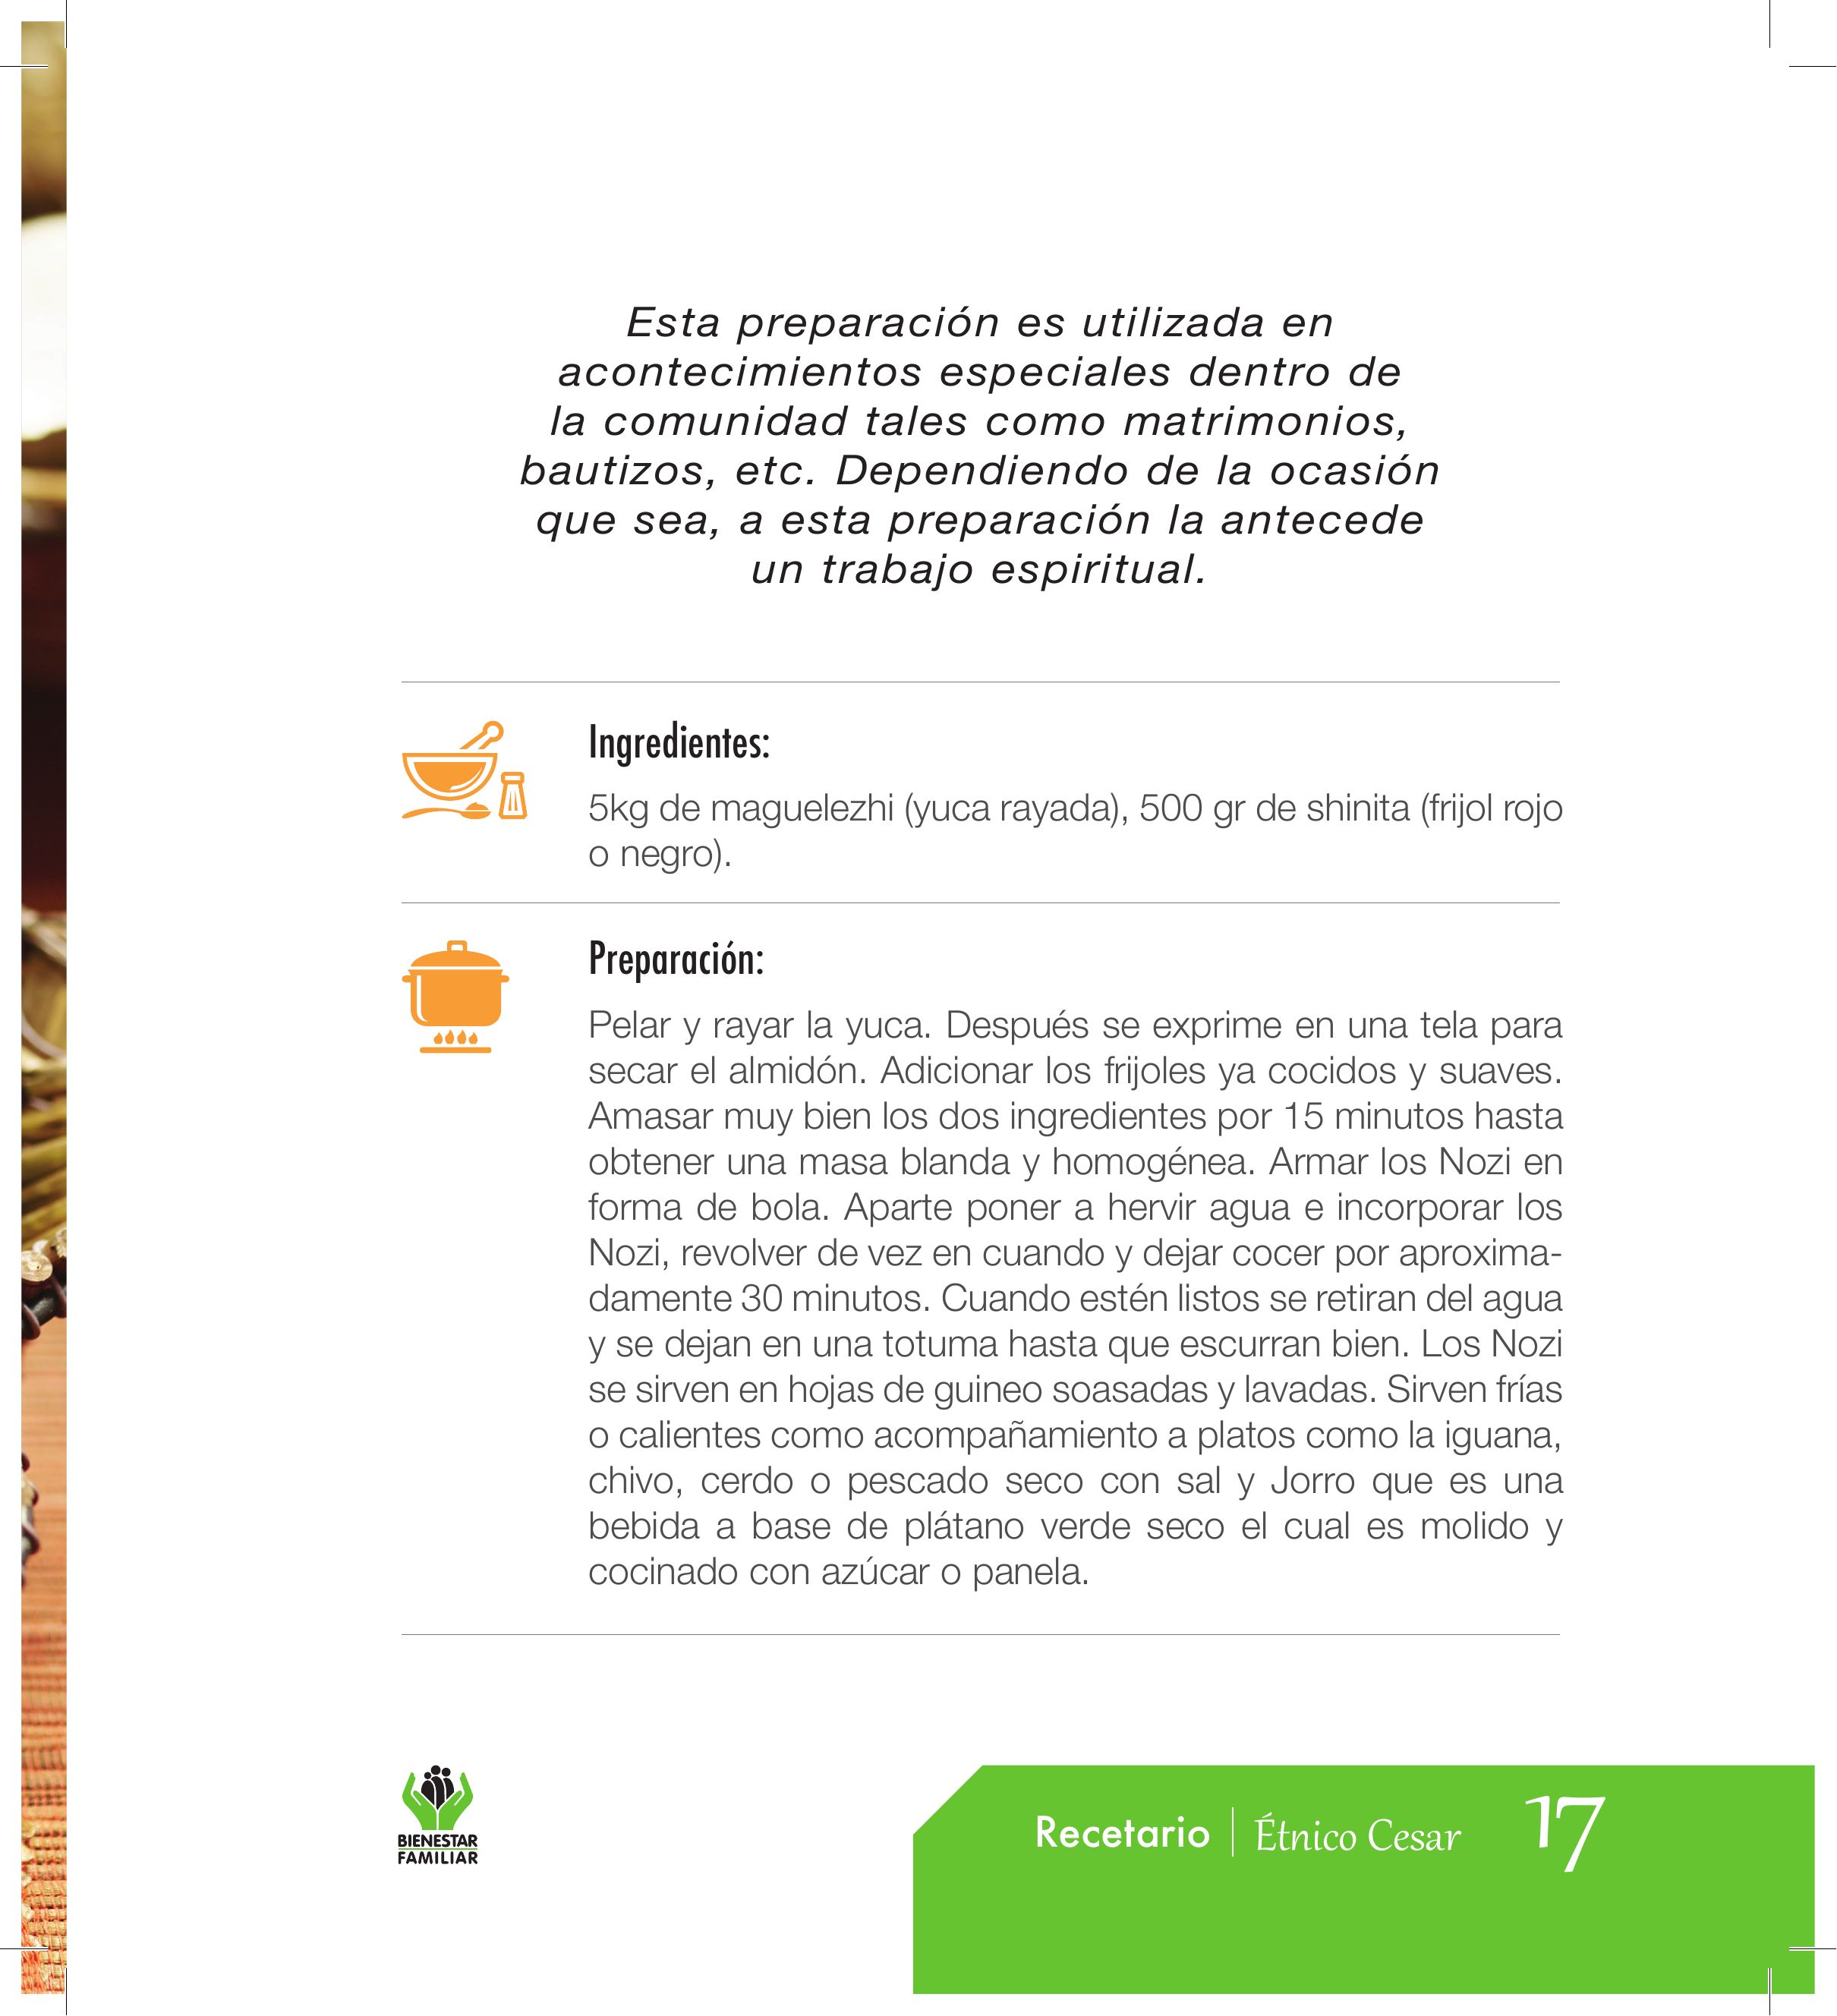 Esta preparación es utilizada en
acontecimientos especiales dentro de
la comunidad tales como matrimonios,
bautizos, etc. Dependiendo de la ocasión
que sea, a esta preparación la antecede
un trabajo espiritual.
Ingredientes:
5kg de maguelezhi (yuca rayada), 500 gr de shinita (frijol rojo
o negro).
Preparación:
Pelar y rayar la yuca. Después se exprime en una tela para
secar el almidón. Adicionar los frijoles ya cocidos y suaves.
Amasar muy bien los dos ingredientes por 15 minutos hasta
obtener una masa blanda y homogénea. Armar los Nozi en
forma de bola. Aparte poner a hervir agua e incorporar los
Nozi, revolver de vez en cuando y dejar cocer por aproxima-
damente 30 minutos. Cuando estén listos se retiran del agua
y se dejan en una totuma hasta que escurran bien. Los Nozi
se sirven en hojas de guineo soasadas y lavadas. Sirven frías
o calientes como acompañamiento a platos como la iguana,
chivo, cerdo o pescado seco con sal y Jorro que es una
bebida a base de plátano verde seco el cual es molido y
cocinado con azúcar o panela.
BIENESTAR
FAMILIAR
Recetario | Étnico Cesar 17